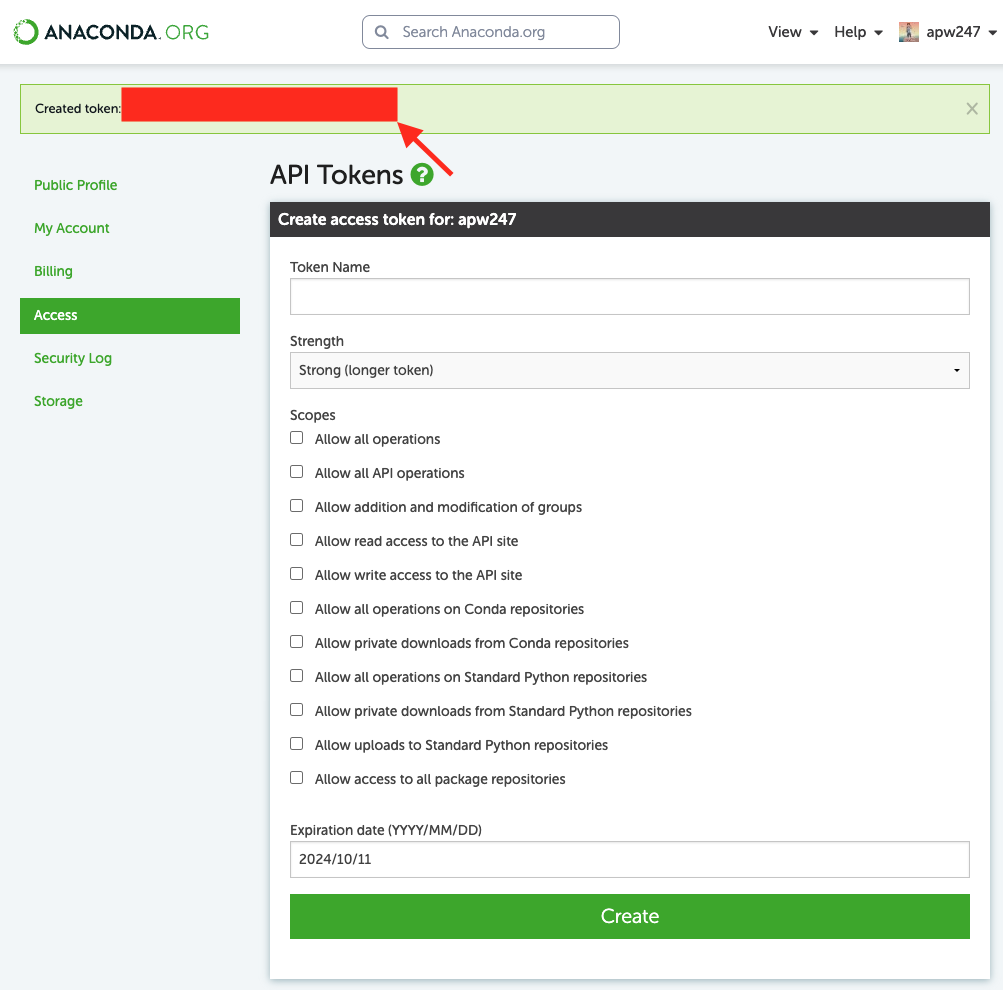 ANACONDA.ORG
Search Anaconda.org
View Help apw247
Created token:
×
Public Profile
My Account
Billing
Access
Security Log
Storage
API Tokens ?
Create access token for: apw247
Token Name
Strength
Strong (longer token)
Scopes
Allow all operations
Allow all API operations
Allow addition and modification of groups
Allow read access to the API site
Allow write access to the API site
Allow all operations on Conda repositories
Allow private downloads from Conda repositories
Allow all operations on Standard Python repositories
Allow private downloads from Standard Python repositories
Allow uploads to Standard Python repositories
Allow access to all package repositories
Expiration date (YYYY/MM/DD)
2024/10/11
Create